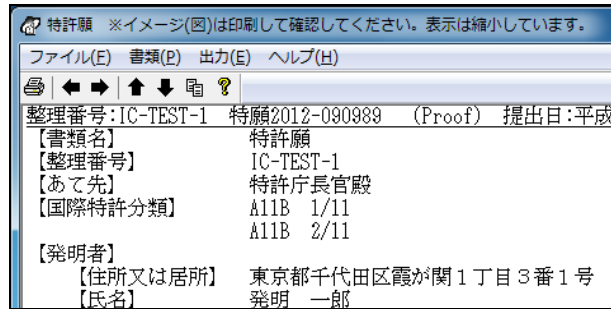 特許願　※イメージ(図)は印刷して確認してください。表示は縮小しています。
ファイル(F)　書類(P)　出力(E)　ヘルプ(H)
整理番号:IC-TEST-1　特願2012-090989　(Proof)　提出日:平成
【書類名】　特許願
【整理番号】　IC-TEST-1
【あて先】　特許庁長官殿
【国際特許分類】　A11B　1/11
A11B　2/11
【発明者】
【住所又は居所】　東京都千代田区霞が関１丁目３番１号
【氏名】　発明　一郎